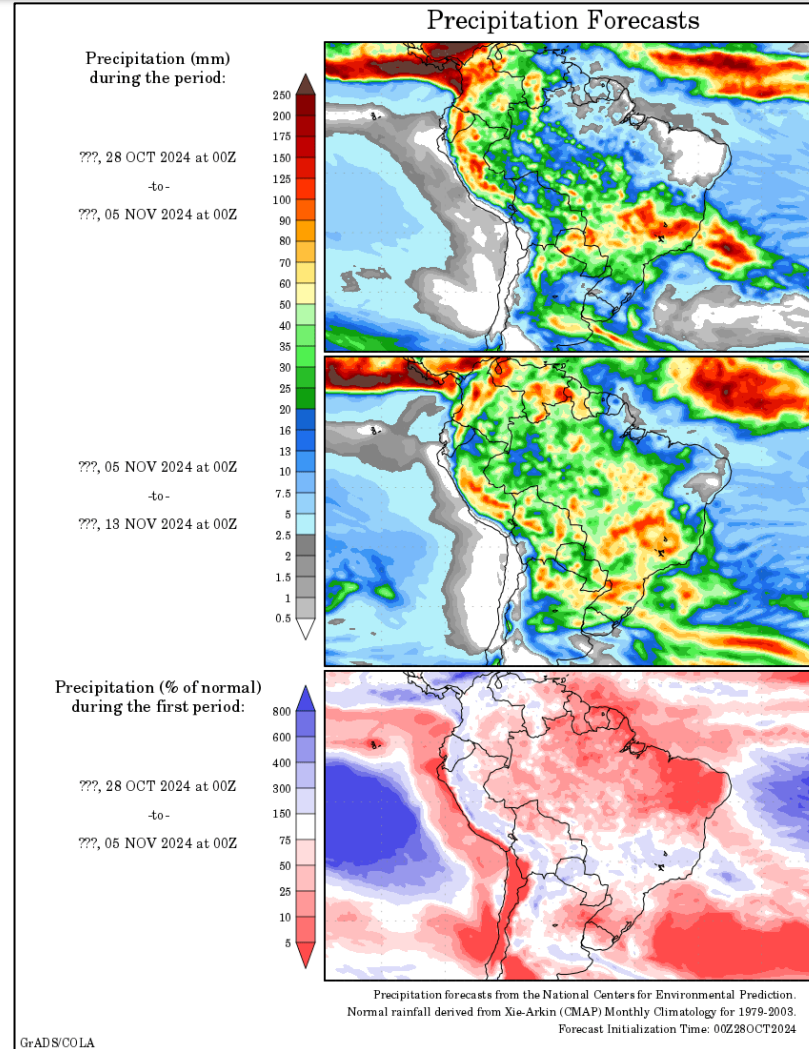 Precipitation Forecasts
Precipitation (mm)
during the period:
???, 28 OCT 2024 at 00Z
-to-
???, 05 NOV 2024 at 00Z
250
200
175
150
125
100
90
80
70
60
50
40
35
30
25
20
16
13
10
7.5
5
2.5
2
1.5
1
0.5
???, 05 NOV 2024 at 00Z
-to-
???, 13 NOV 2024 at 00Z
Precipitation (% of normal)
during the first period:
???, 28 OCT 2024 at 00Z
-to-
???, 05 NOV 2024 at 00Z
800
600
400
300
150
75
50
25
10
5
Precipitation forecasts from the National Centers for Environmental Prediction.
Normal rainfall derived from Xie-Arkin (CMAP) Monthly Climatology for 1979-2003.
Forecast Initialization Time: 00Z28OCT2024
GrADS/COLA